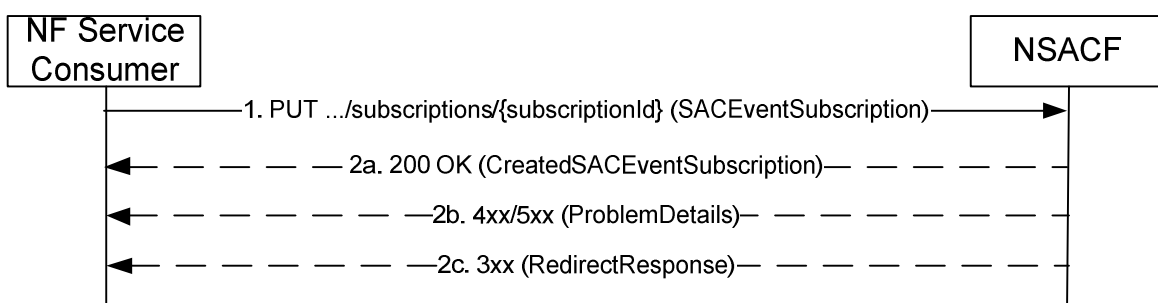 NF Service
Consumer
NSACF
1. PUT .../subscriptions/{subscriptionId} (SACEventSubscription)
2a. 200 OK (CreatedSACEventSubscription)
2b. 4xx/5xx (ProblemDetails)
2c. 3xx (RedirectResponse)